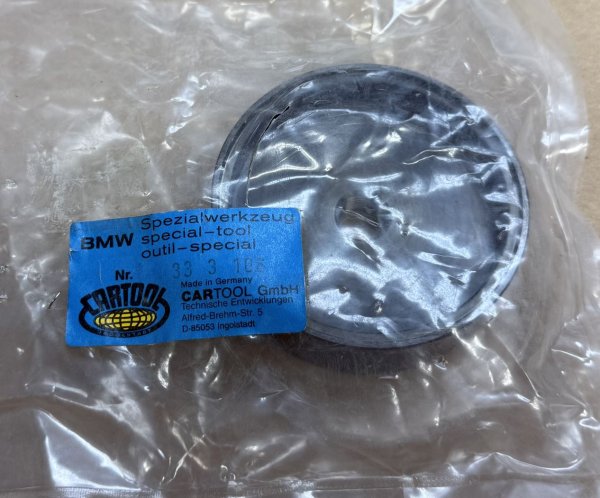 BMW
Spezialwerkzeug
special-tool
outil-special
Nr. 33 3
Made in Germany
CARTOOL GmbH
Technische Entwicklungen
Alfred-Brehm-Str. 5
D-85053 Ingolstadt
CARTOOL
INGOLSTADT